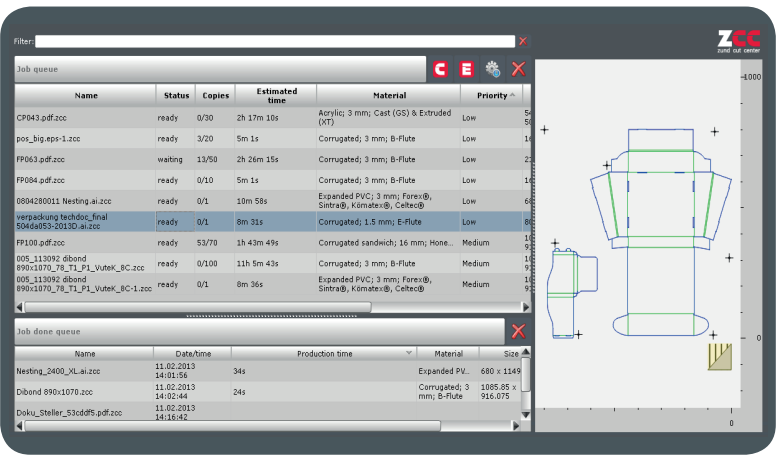 Filter:
ZCC
zund cut center
Job queue
C E
Name Status Copies Estimated time Material Priority
CP043.pdf.zcc ready 0/30 2h 17m 10s Acrylic; 3 mm; Cast (GS) & Extruded (XT) Low
pos_big.eps-1.zcc ready 3/20 5m 1s Corrugated; 3 mm; B-Flute Low
FP063.pdf.zcc waiting 13/50 2h 26m 15s Corrugated; 3 mm; B-Flute Low
FP084.pdf.zcc ready 0/10 5m 1s Corrugated; 3 mm; B-Flute Low
0804280011 Nesting.ai.zcc ready 0/1 10m 58s Expanded PVC; 3 mm; Forex®, Sintra®, Kömatex®, Celtec® Low
verpackung techdoc_final 504da053-2013D.ai.zcc ready 0/1 8m 31s Corrugated; 1.5 mm; E-Flute Low
FP100.pdf.zcc ready 53/70 1h 43m 49s Corrugated sandwich; 16 mm; Hone... Medium
005_113092 dibond 890x1070_78_T1_P1_VuteK_8C.zcc ready 0/100 11h 5m 43s Corrugated; 3 mm; B-Flute Medium
005_113092 dibond 890x1070_78_T1_P1_VuteK_8C-1.zcc ready 0/1 8m 36s Expanded PVC; 3 mm; Forex®, Sintra®, Kömatex®, Celtec® Medium
Job done queue
Name Date/time Production time Material Size
Nesting_2400_XL.ai.zcc 11.02.2013 14:01:56 34s Expanded PV... 680 x 1149
Dibond 890x1070.zcc 11.02.2013 14:02:44 24s Corrugated; 3 mm; B-Flute 1085.85 x 916.075
Doku_Steller_53cddf5.pdf.zcc 11.02.2013 14:16:42
1000
0
0